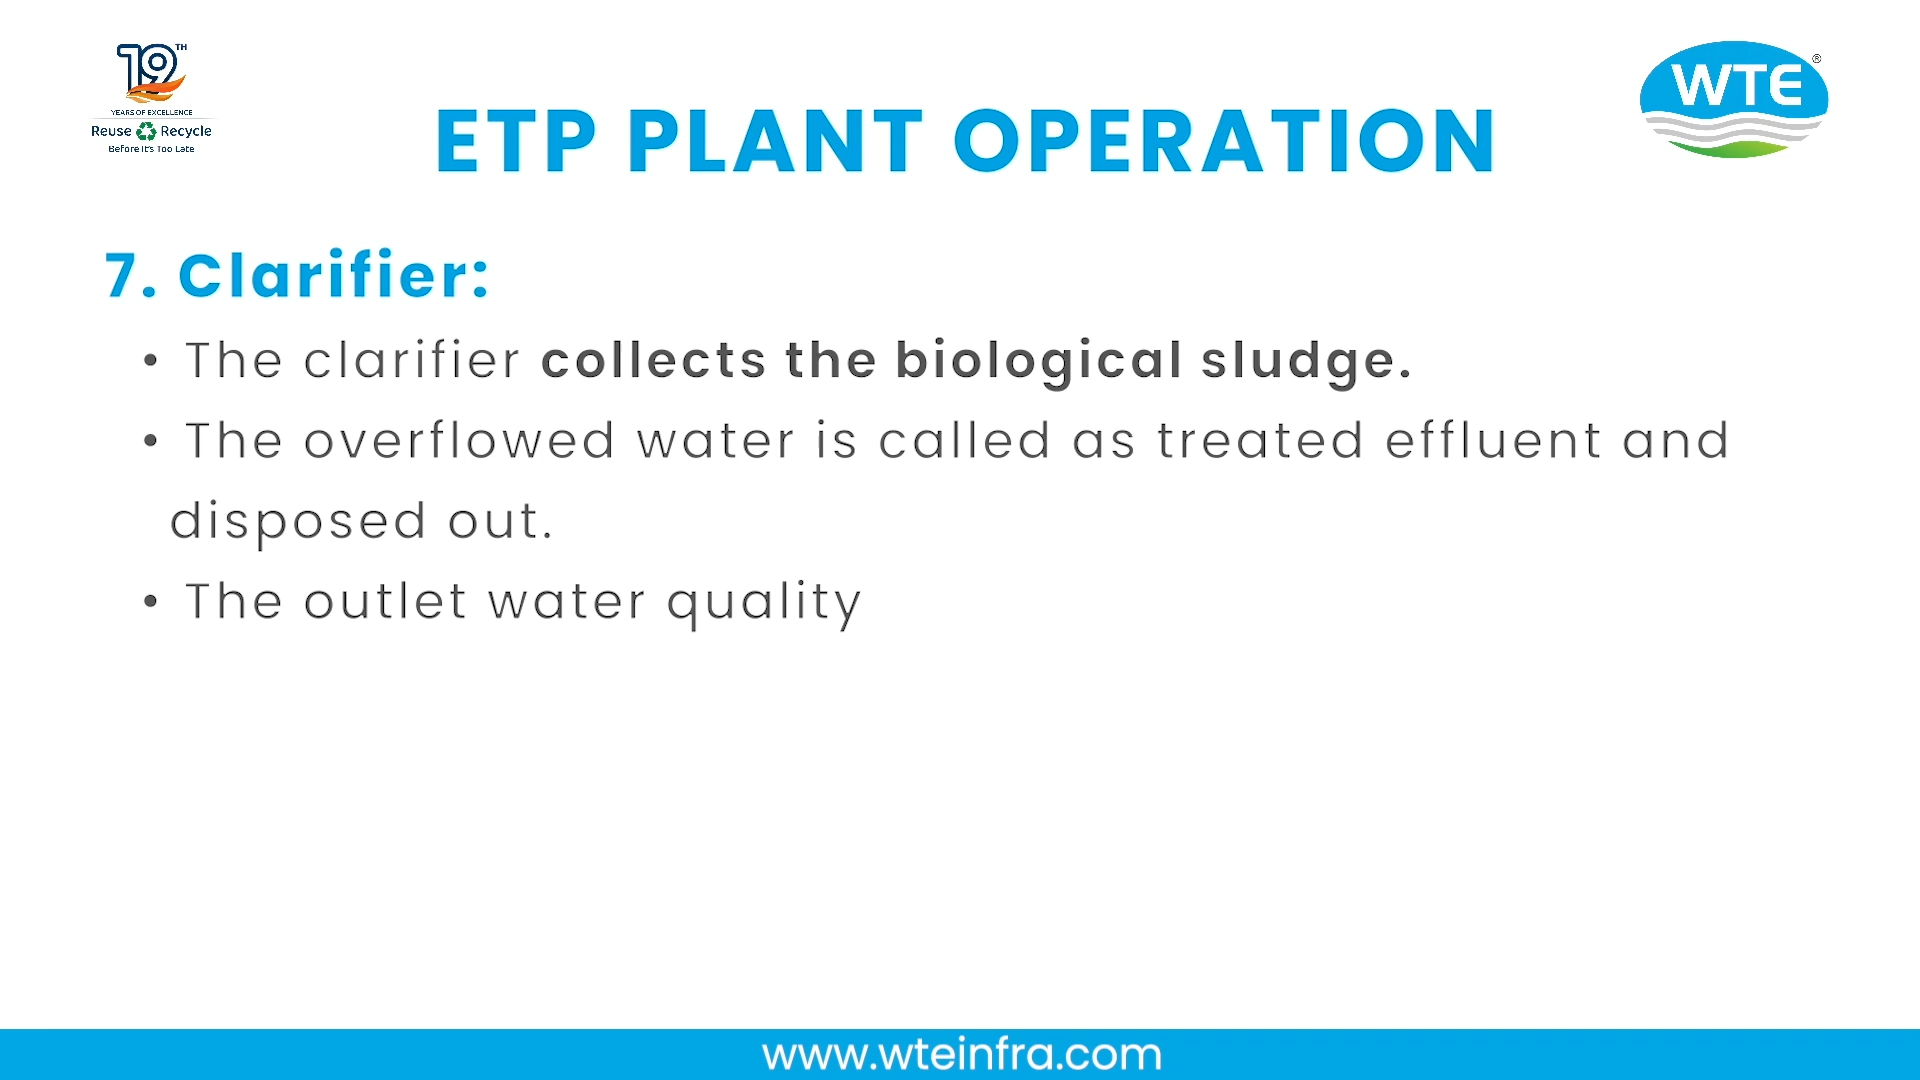 19TH
YEARS OF EXCELLENCE
Reuse Recycle
Before It's Too Late
WTE®
ETP PLANT OPERATION
7. Clarifier:
• The clarifier collects the biological sludge.
• The overflowed water is called as treated effluent and
disposed out.
• The outlet water quality
www.wteinfra.com